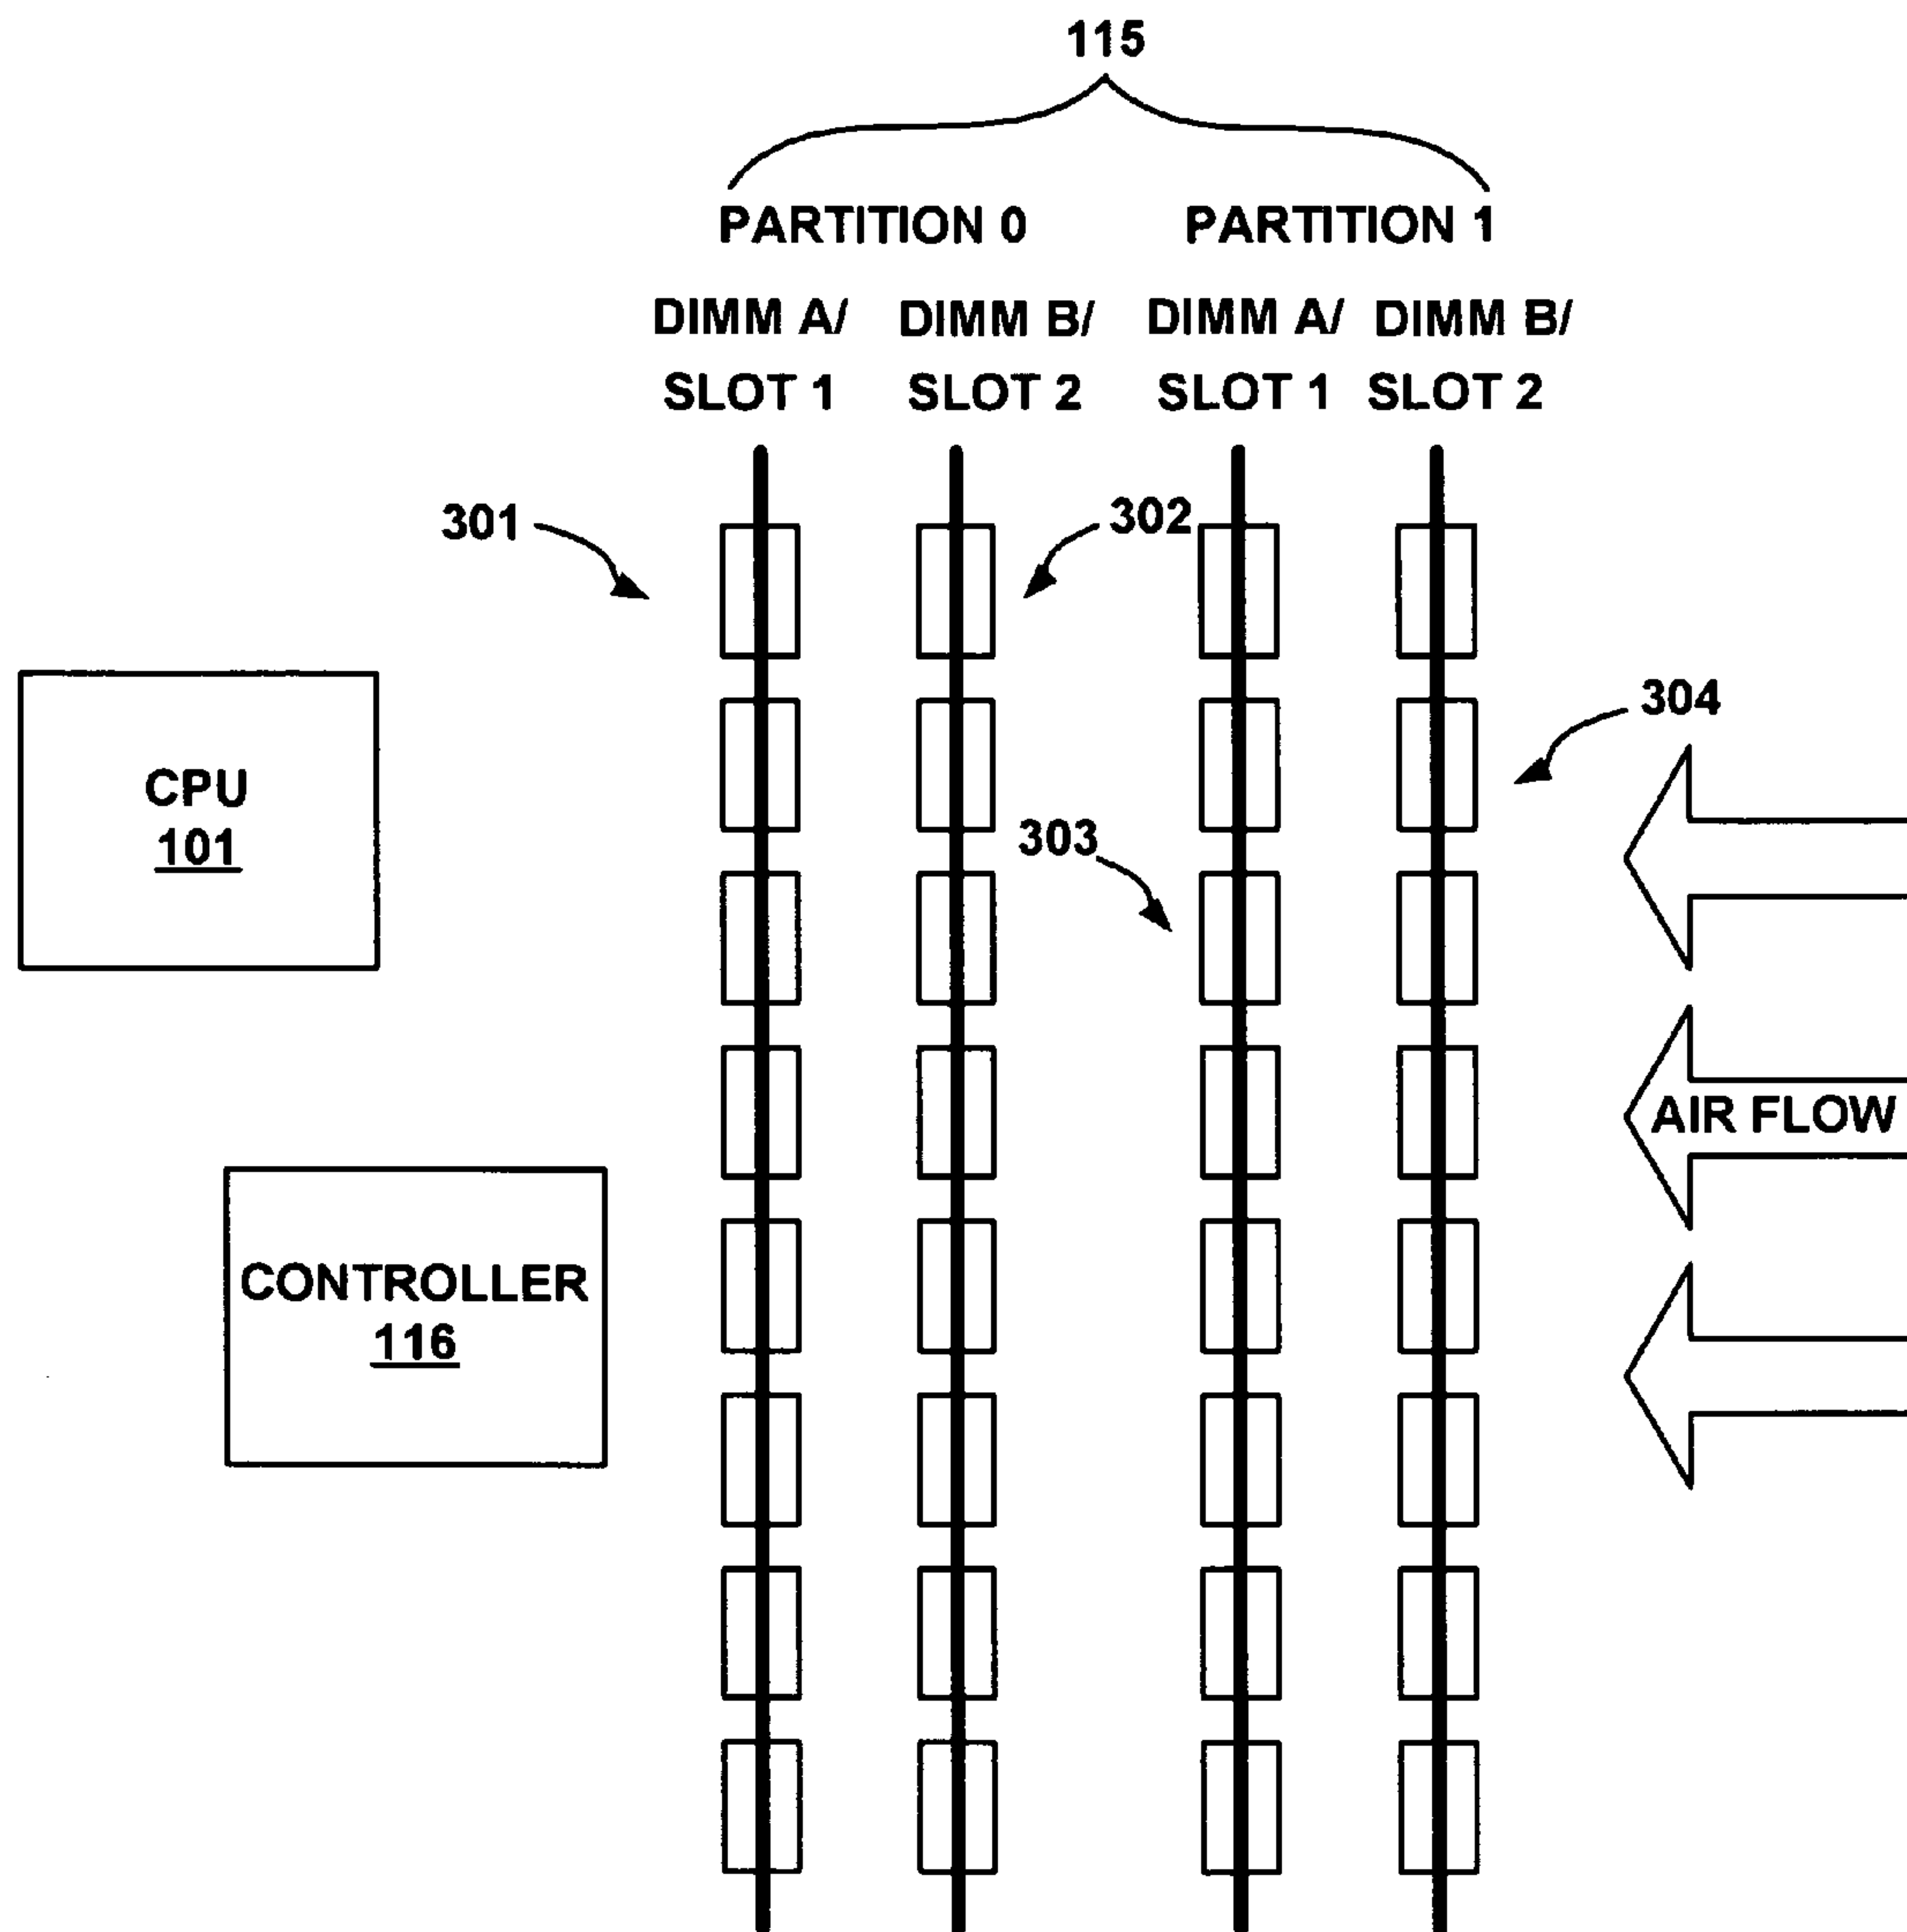 115
PARTITION 0 PARTITION 1
DIMM A/ DIMM B/ DIMM A/ DIMM B/
SLOT 1 SLOT 2 SLOT 1 SLOT 2
301
302
304
CPU
101
303
AIR FLOW
CONTROLLER
116